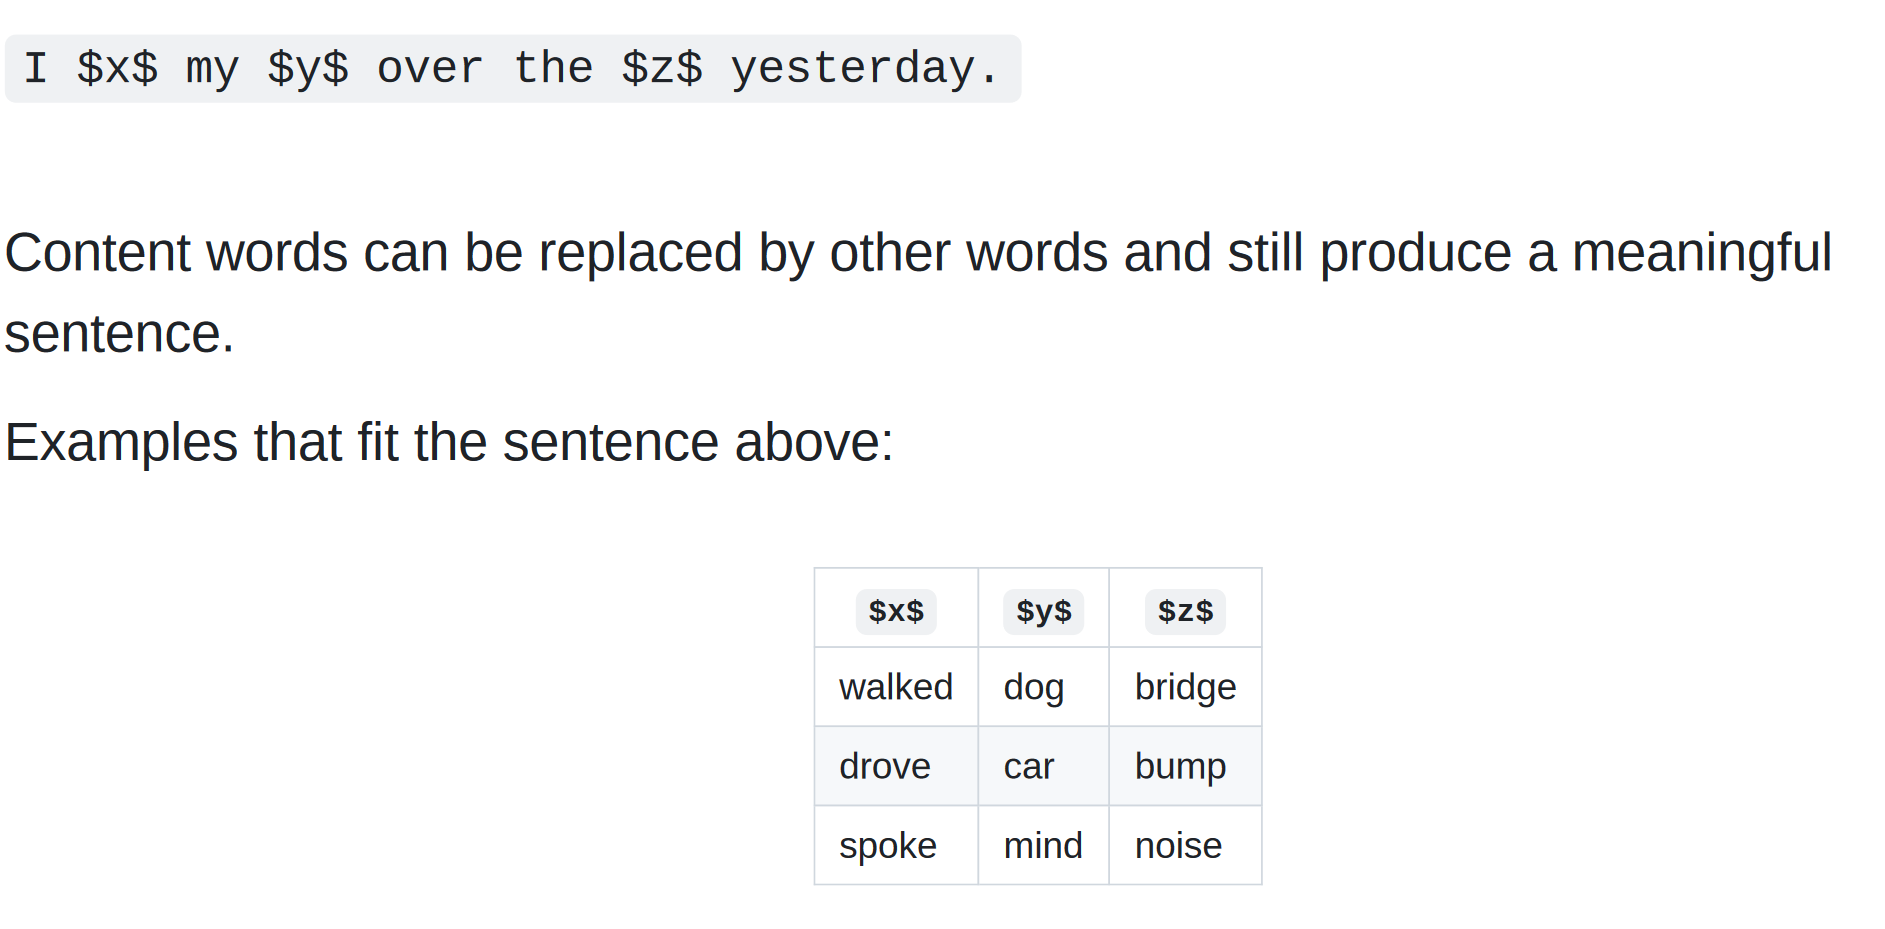 I $x$ my $y$ over the $z$ yesterday.
Content words can be replaced by other words and still produce a meaningful
sentence.
Examples that fit the sentence above:
$x$ $y$ $z$
walked dog bridge
drove car bump
spoke mind noise